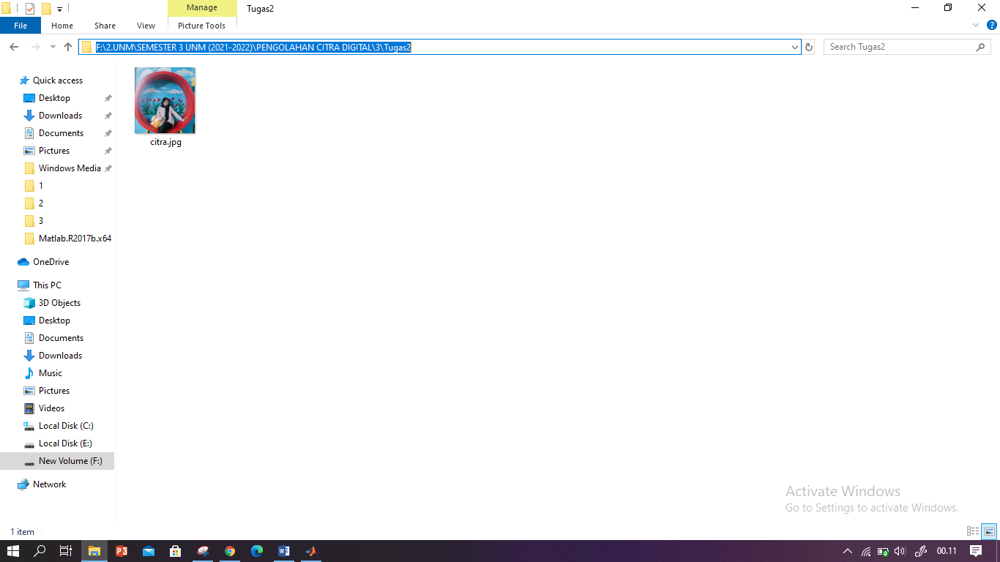 Manage
Tugas2
File
Home
Share
View
Picture Tools
F:\2.UNM\SEMESTER 3 UNM (2021-2022)\PENGOLAHAN CITRA DIGITAL\3\Tugas2
Search Tugas2
Quick access
Desktop
Downloads
Documents
Pictures
Windows Media
1
2
3
Matlab.R2017b.x64
OneDrive
This PC
3D Objects
Desktop
Documents
Downloads
Music
Pictures
Videos
Local Disk (C:)
Local Disk (E:)
New Volume (F:)
Network
citra.jpg
Activate Windows
Go to Settings to activate Windows.
1 item
00.11